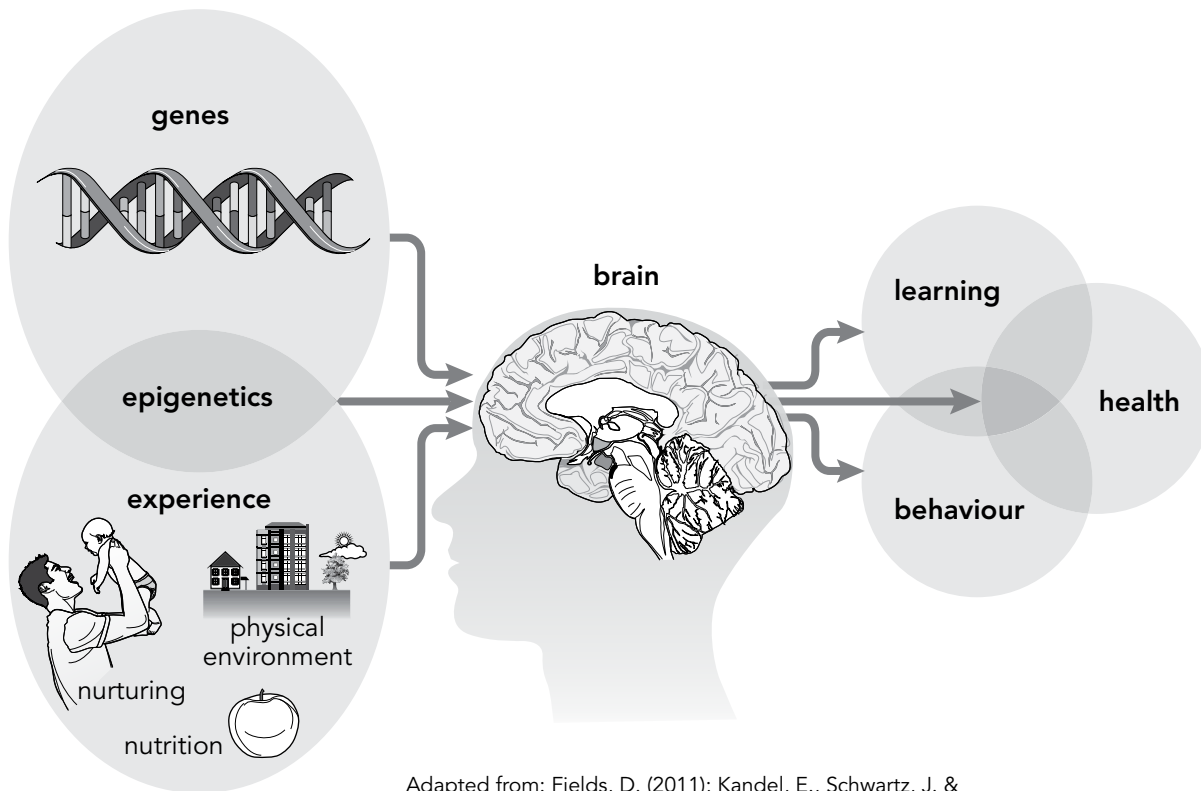 genes
epigenetics
experience
physical
environment
nurturing
nutrition
brain
learning
health
behaviour
Adapted from: Fields, D. (2011); Kandel, E., Schwartz, J. &